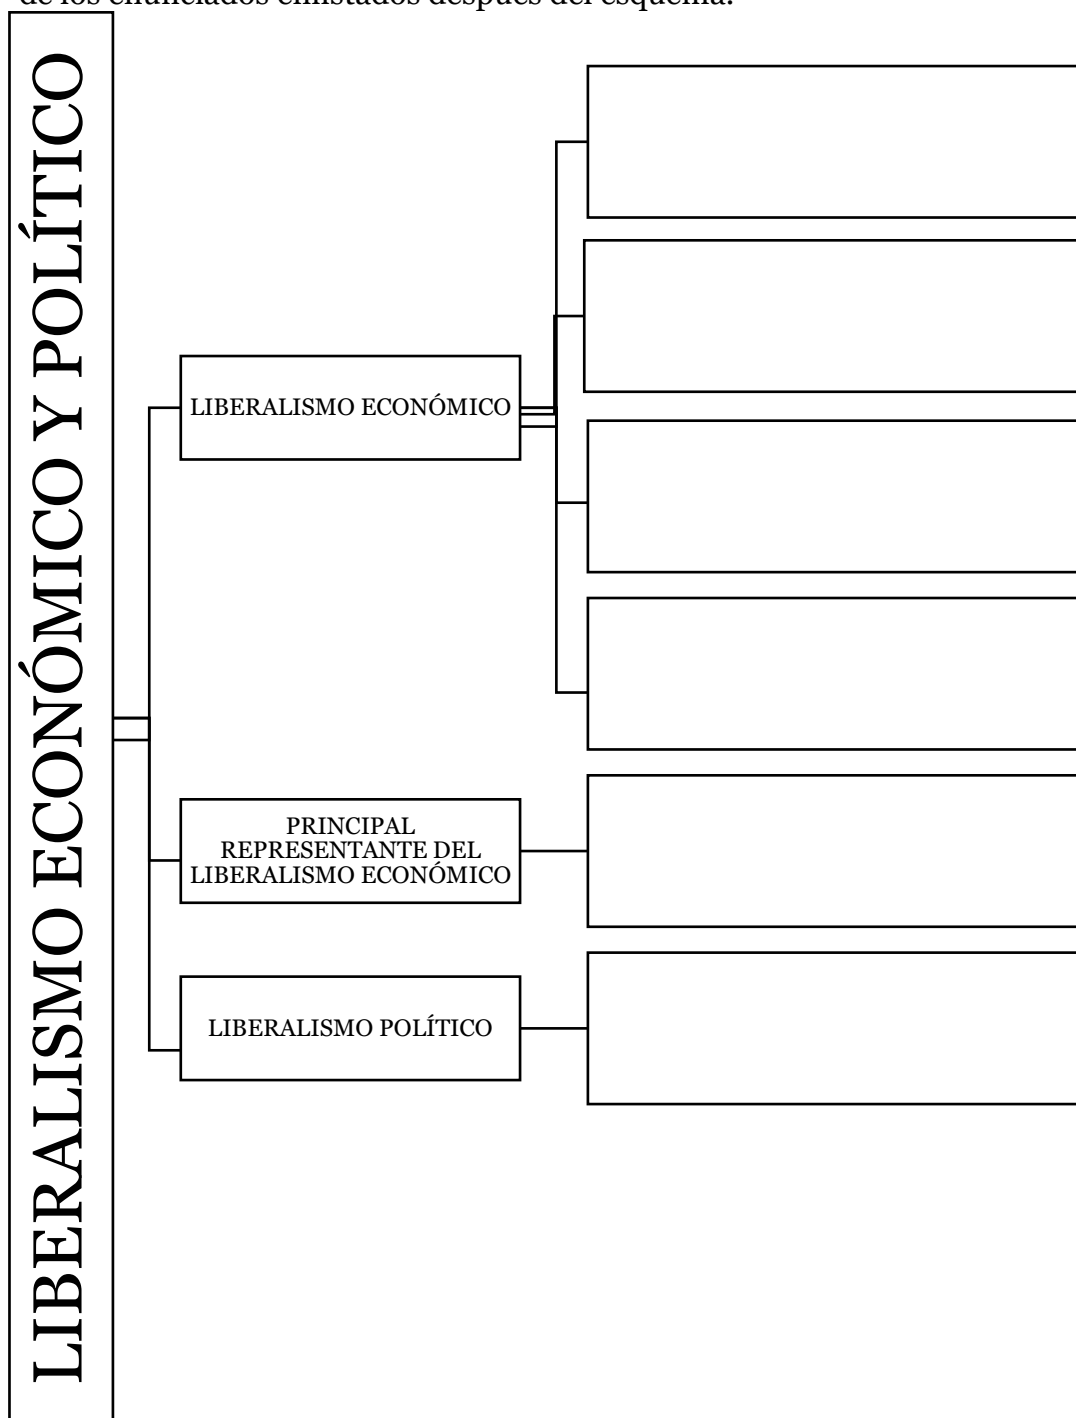 de los enunciados enlistados después del esquema.
LIBERALISMO ECONÓMICO Y POLÍTICO
LIBERALISMO ECONÓMICO
PRINCIPAL
REPRESENTANTE DEL
LIBERALISMO ECONÓMICO
LIBERALISMO POLÍTICO